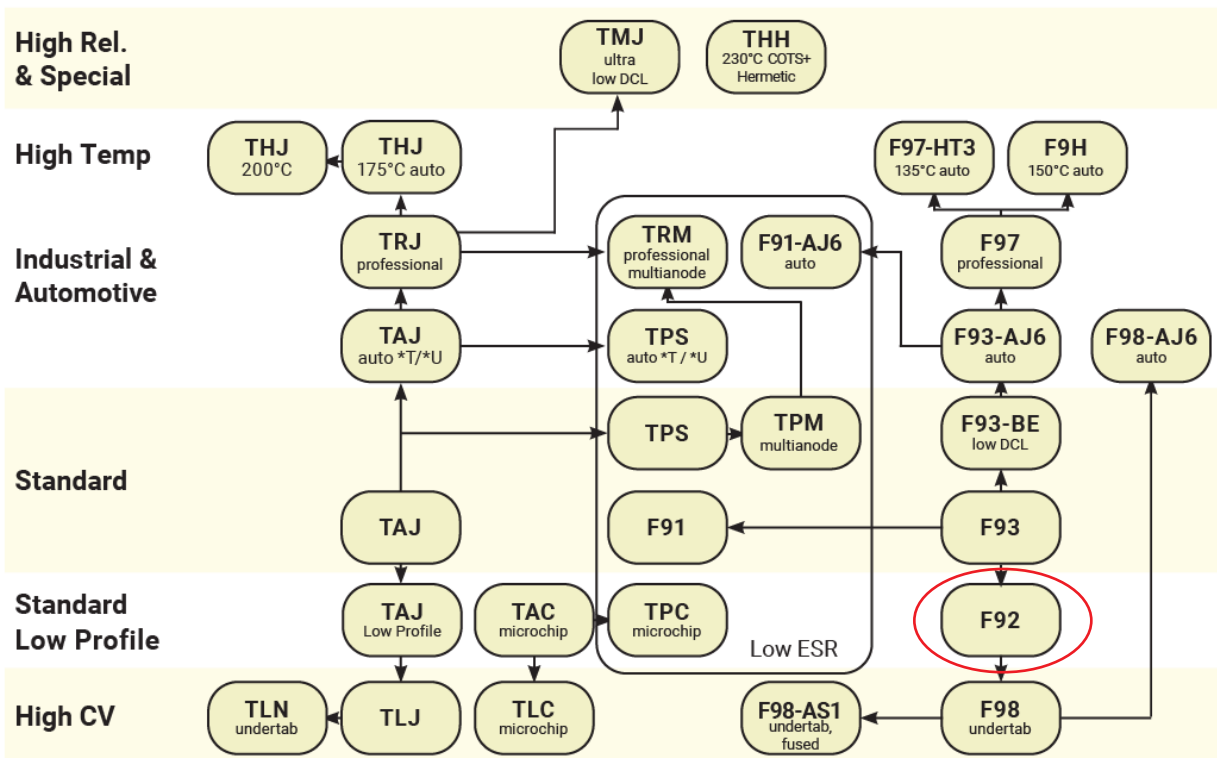 High Rel.
& Special
TMJ
ultra
low DCL
THH
230°C COTS+
Hermetic
High Temp
THJ
200°C
THJ
175°C auto
F97-HT3
135°C auto
F9H
150°C auto
Industrial &
Automotive
TRJ
professional
TRM
professional
multianode
F91-AJ6
auto
F97
professional
TAJ
auto *T/*U
TPS
auto *T / *U
F93-AJ6
auto
F98-AJ6
auto
Standard
TPS
TPM
multianode
F93-BE
low DCL
TAJ
F91
F93
Standard
Low Profile
TAJ
Low Profile
TAC
microchip
TPC
microchip
Low ESR
F92
High CV
TLN
undertab
TLJ
TLC
microchip
F98-AS1
undertab,
fused
F98
undertab